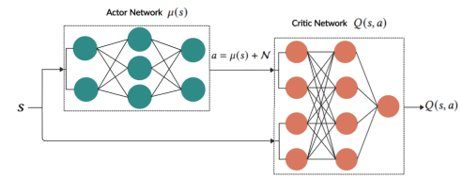 Actor Network μ(s)
Critic Network Q(s, a)
a = μ(s) + N
s
Q(s, a)